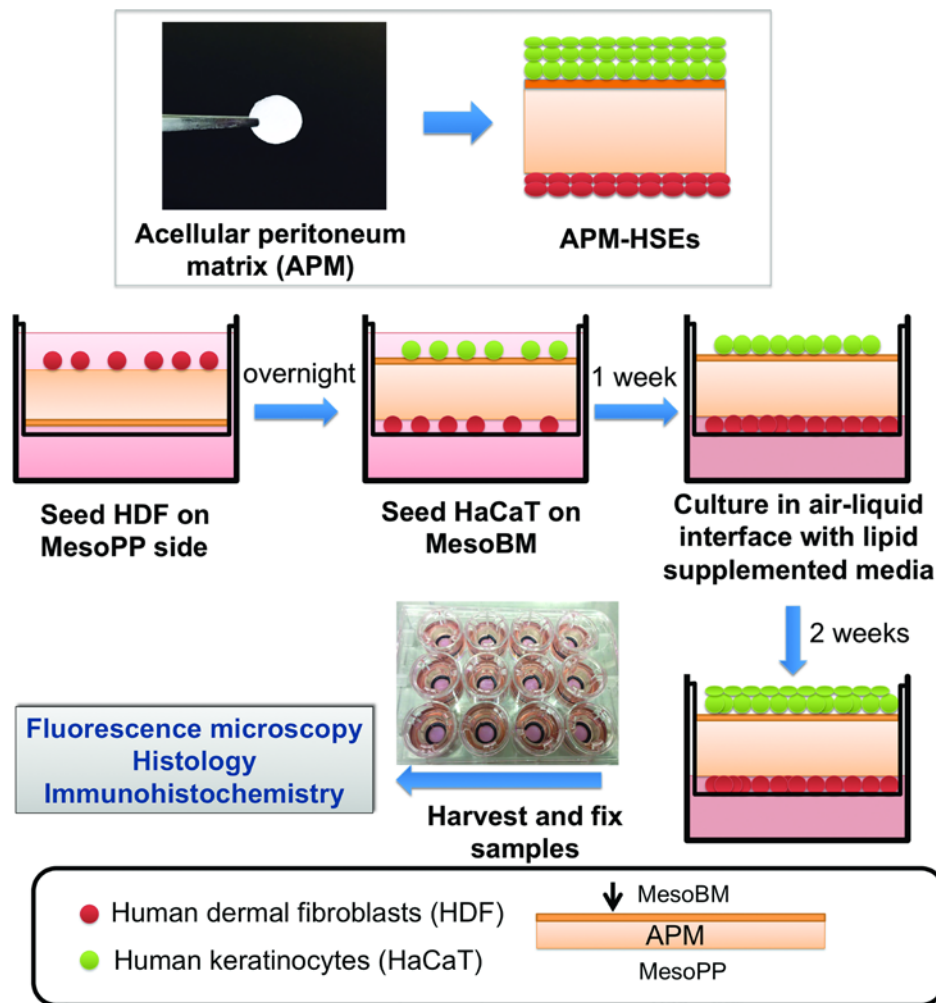 Acellular peritoneum
matrix (APM)
APM-HSEs
overnight
1 week
Seed HDF on
MesoPP side
Seed HaCaT on
MesoBM
Culture in air-liquid
interface with lipid
supplemented media
2 weeks
Fluorescence microscopy
Histology
Immunohistochemistry
Harvest and fix
samples
Human dermal fibroblasts (HDF)
Human keratinocytes (HaCaT)
MesoBM
APM
MesoPP